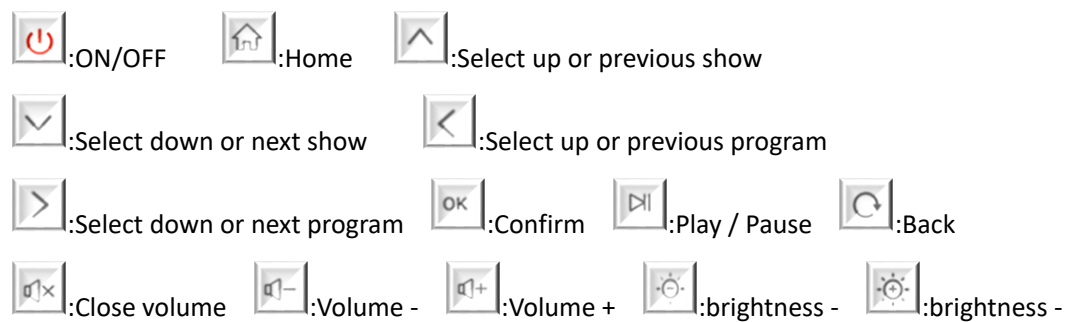 :ON/OFF :Home :Select up or previous show
:Select down or next show :Select up or previous program
:Select down or next program OK :Confirm :Play / Pause :Back
:Close volume :Volume - :Volume + :brightness - :brightness -